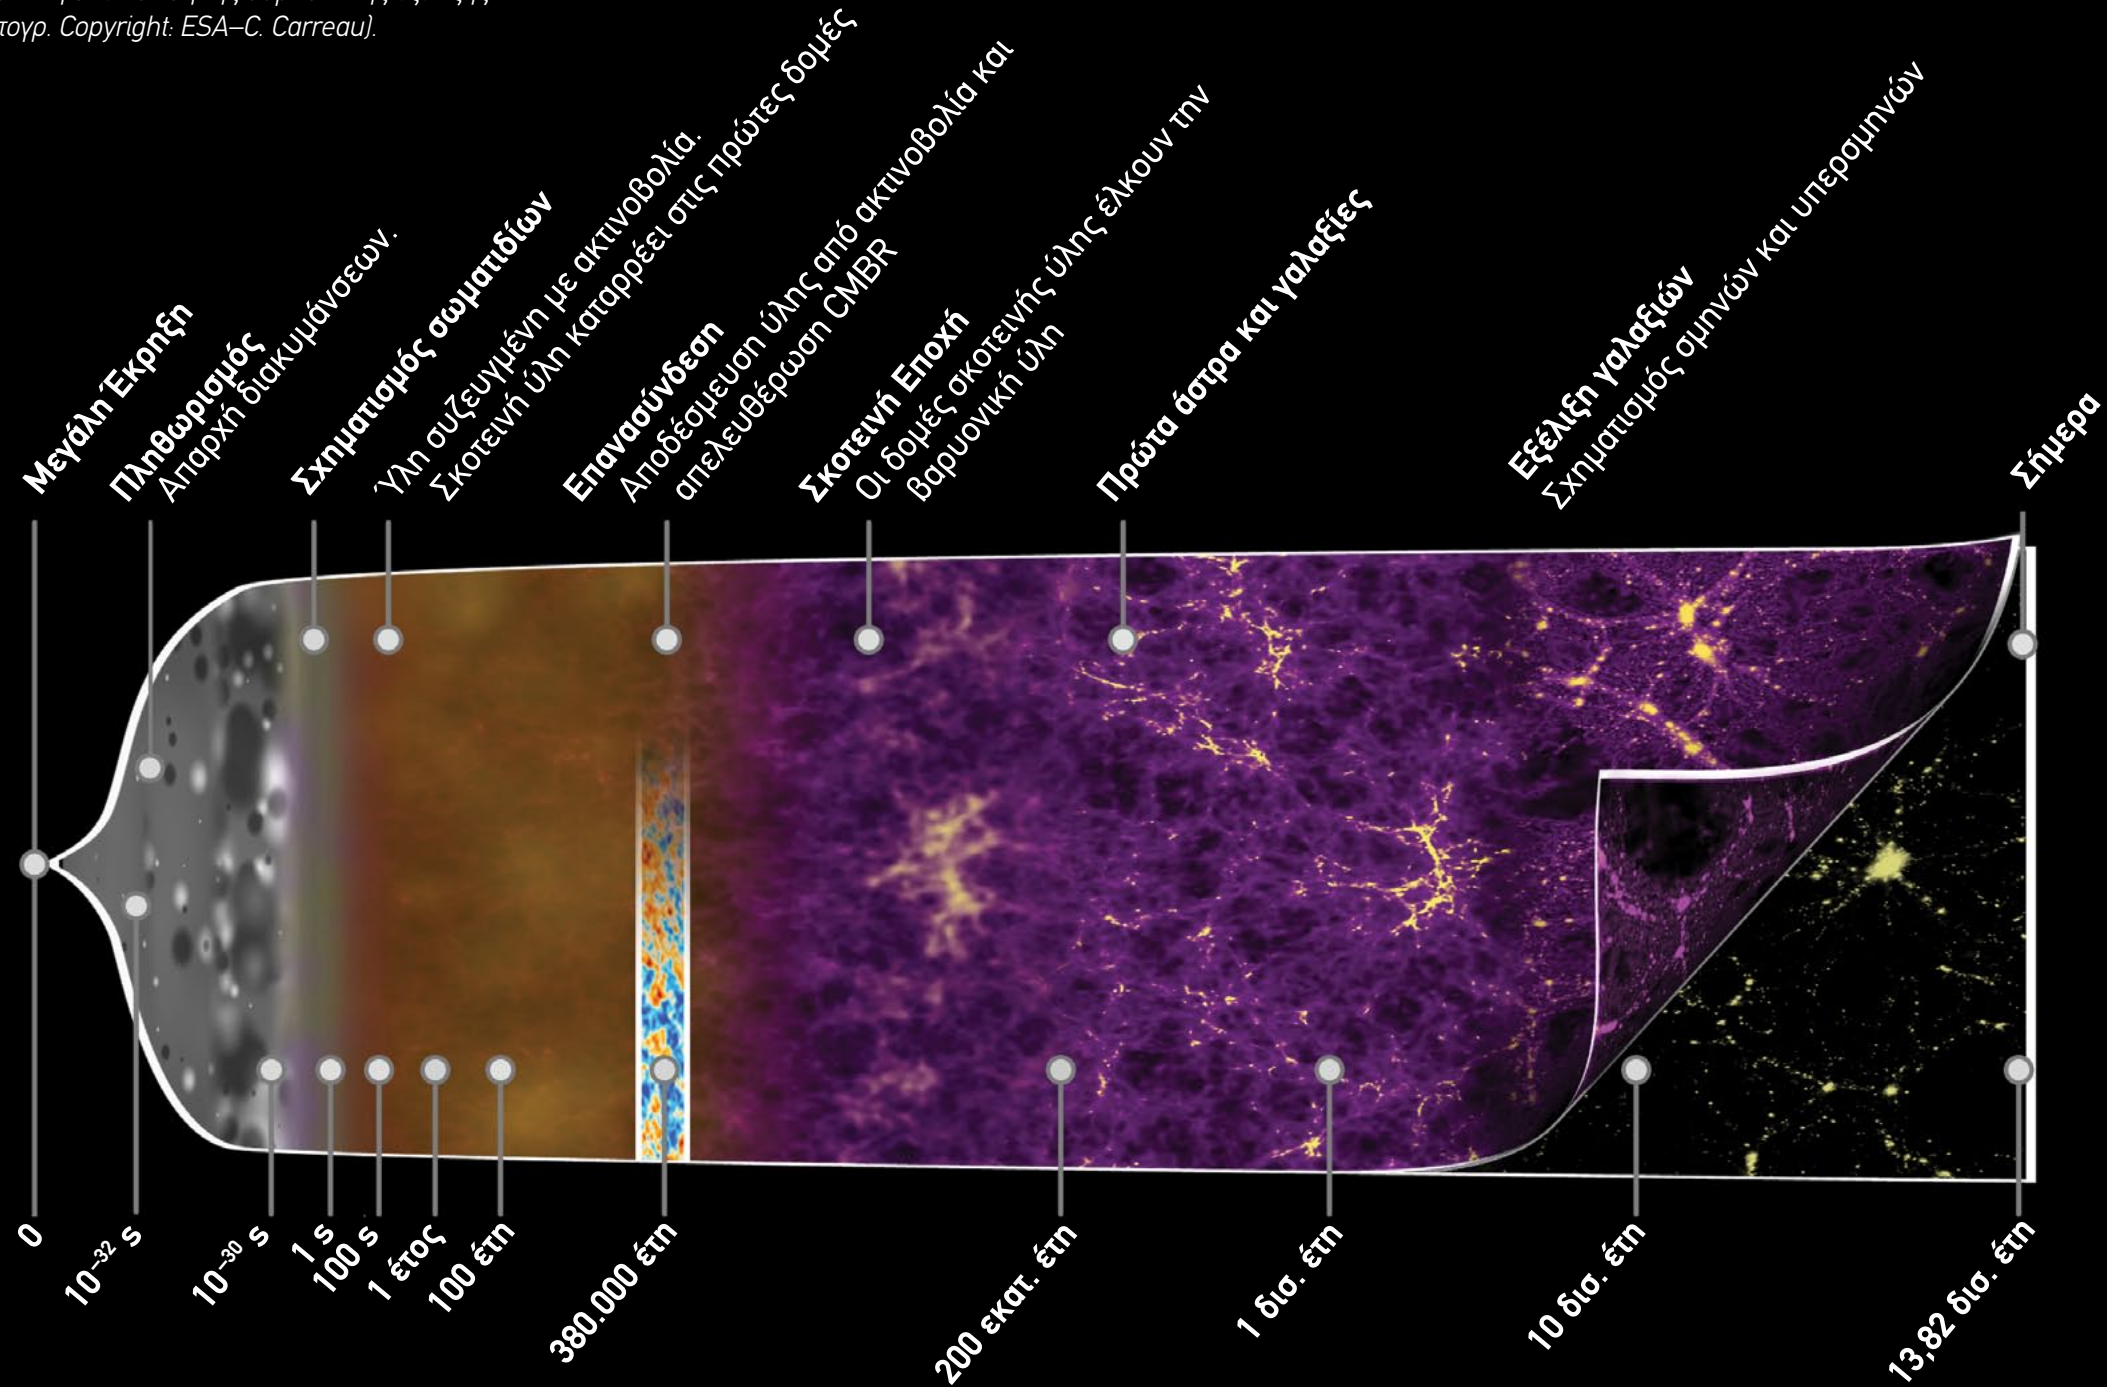 τογρ. Copyright: ESA–C. Carreau).
Μεγάλη Έκρηξη
Πληθωρισμός
Απαρχή διακυμάνσεων.
Σχηματισμός σωματιδίων
Ύλη συζευγμένη με ακτινοβολία.
Σκοτεινή ύλη καταρρέει στις πρώτες δομές
Επανασύνδεση
Αποδέσμευση ύλης από ακτινοβολία και
απελευθέρωση CMBR
Σκοτεινή Εποχή
Οι δομές σκοτεινής ύλης έλκουν την
βαρυονική ύλη
Πρώτα άστρα και γαλαξίες
Εξέλιξη γαλαξιών
Σχηματισμός σμηνών και υπερσμηνών
Σήμερα
0
10⁻³² s
10⁻³⁰ s
1 s
100 s
1 έτος
100 έτη
380.000 έτη
200 εκατ. έτη
1 δισ. έτη
10 δισ. έτη
13,82 δισ. έτη